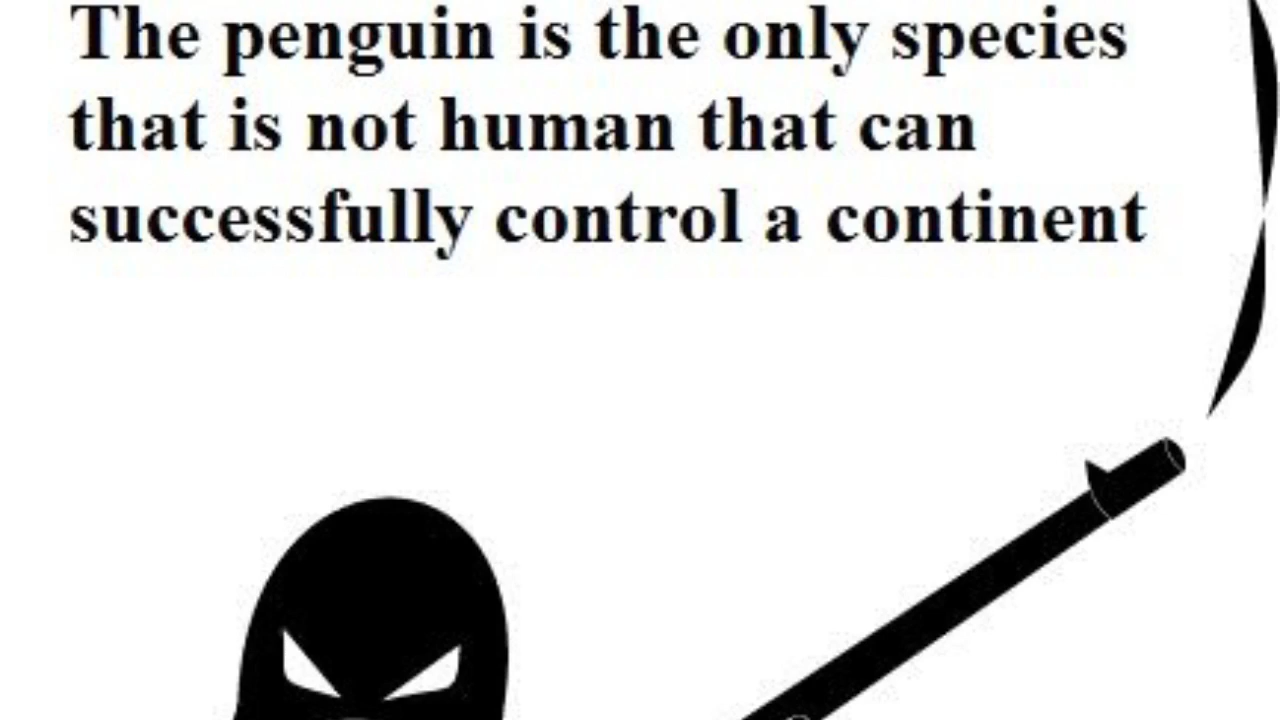 The penguin is the only species
that is not human that can
successfully control a continent